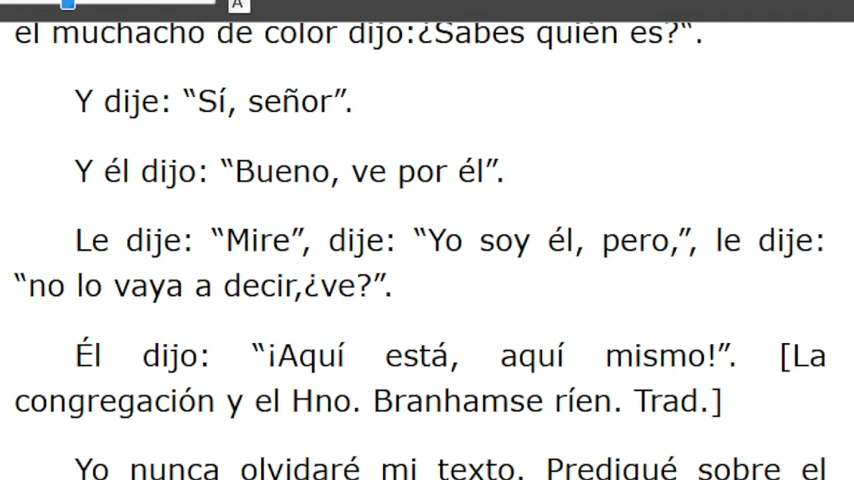 A
el muchacho de color dijo:¿Sabes quién es?“.
Y dije: “Sí, señor”.
Y él dijo: “Bueno, ve por él”.
Le dije: “Mire”, dije: “Yo soy él, pero,”, le dije:
“no lo vaya a decir,¿ve?”.
Él dijo: “¡Aquí está, aquí mismo!”. [La
congregación y el Hno. Branhamse ríen. Trad.]
Yo nunca olvidaré mi texto. Prediqué sobre el